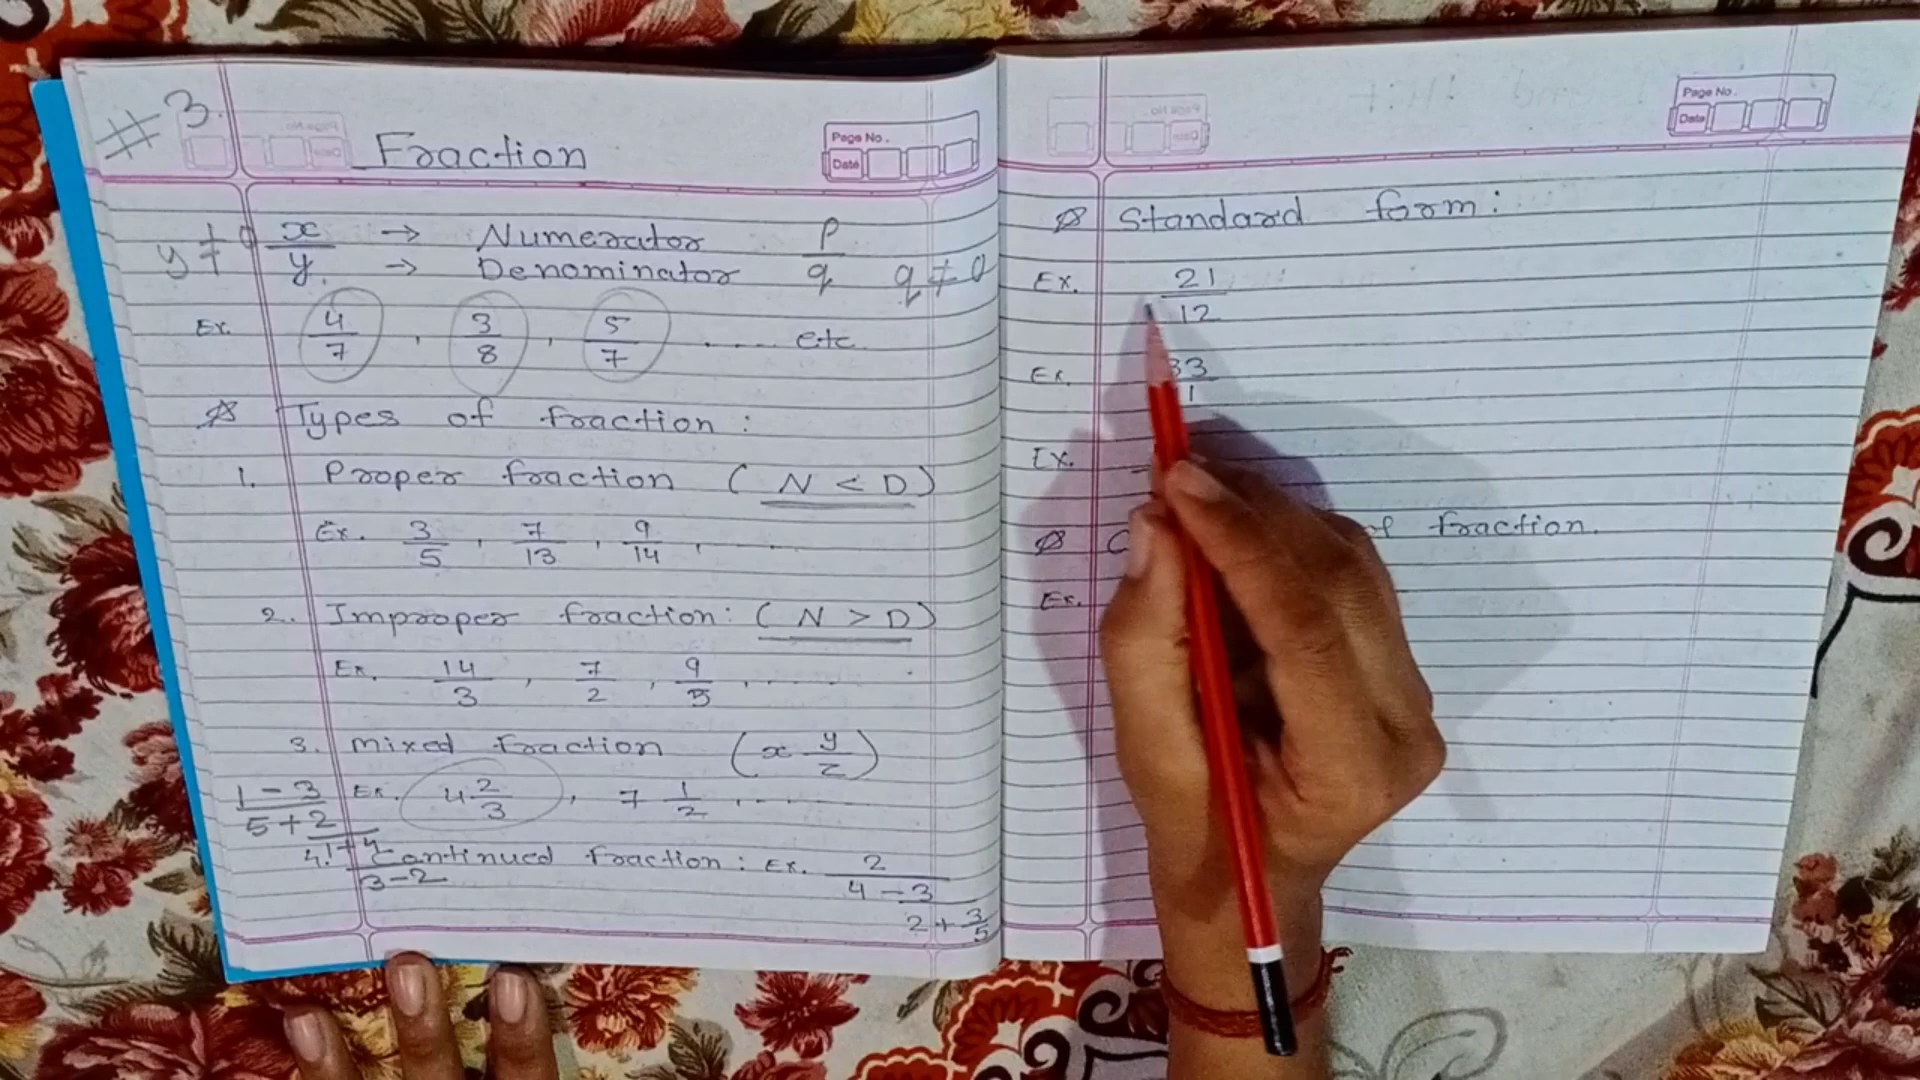 # 3.
Fraction
Page No.
Date
y ≠ 0 x/y → Numerator p/q q ≠ 0
→ Denominator
Ex. 4/7 , 3/8 , 5/7 ..... etc
Types of fraction :
1. Proper fraction ( N < D )
Ex. 3/5 , 7/13 , 9/14 , .....
2. Improper fraction : ( N > D )
Ex. 14/3 , 7/2 , 9/5 , .....
3. Mixed fraction ( x y/z )
Ex. 4 2/3 , 7 1/2 , .....
1 - 3
5 + 2
1 + 4
3 - 2
4. Continued fraction : Ex. 2
4 - 3
2 + 3/5
Page No.
Date
Standard form :
Ex. 21/12
Ex.
Ex.
of fraction.
Ex.